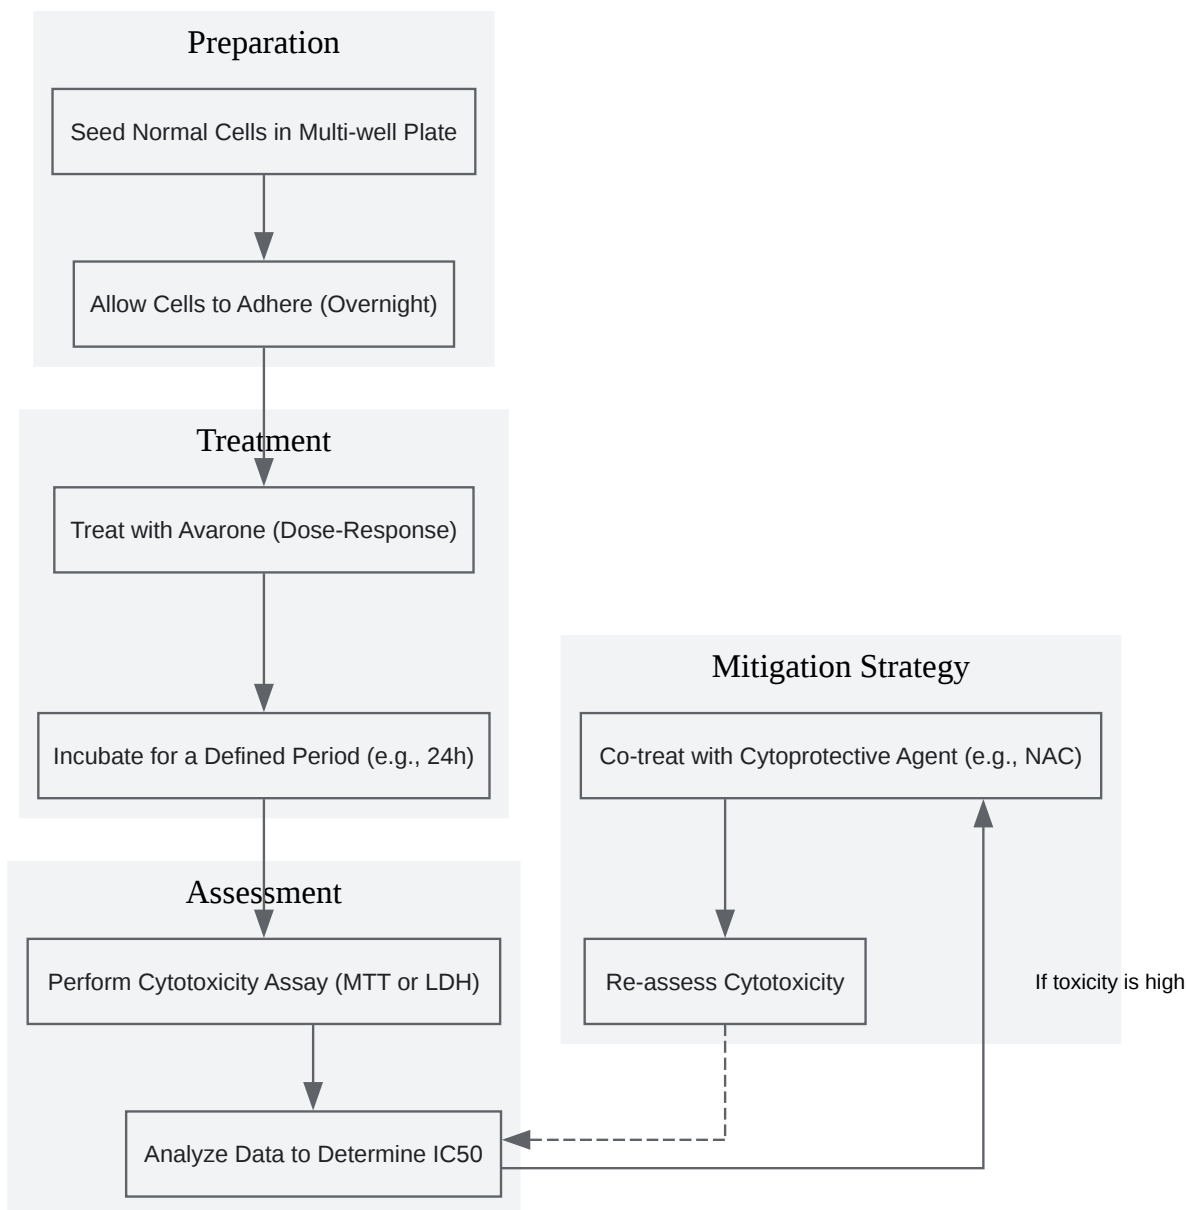 Preparation
Seed Normal Cells in Multi-well Plate
Allow Cells to Adhere (Overnight)
Treatment
Treat with Avarone (Dose-Response)
Incubate for a Defined Period (e.g., 24h)
Assessment
Perform Cytotoxicity Assay (MTT or LDH)
Analyze Data to Determine IC50
Mitigation Strategy
Co-treat with Cytoprotective Agent (e.g., NAC)
Re-assess Cytotoxicity
If toxicity is high